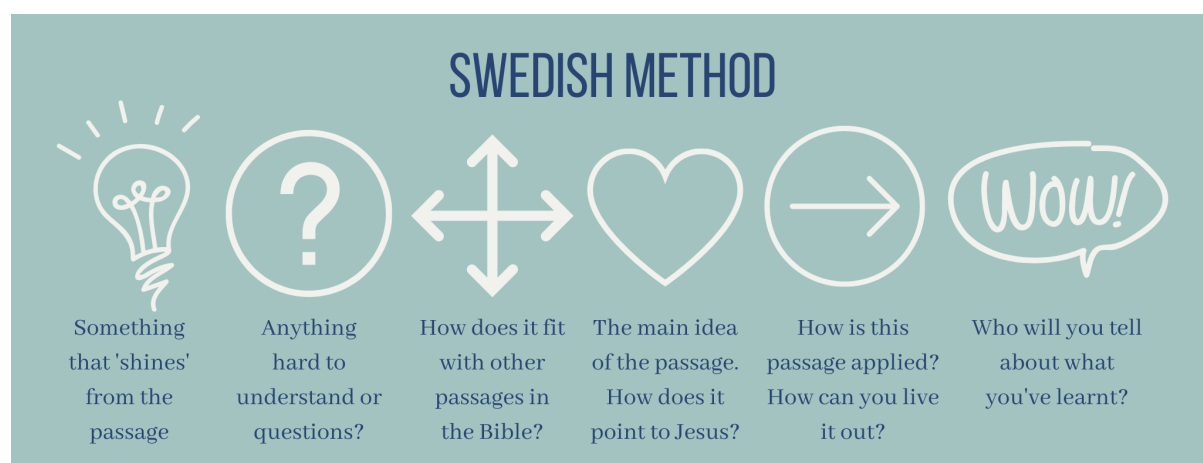 SWEDISH METHOD
?
WOW!
Something
that 'shines'
from the
passage
Anything
hard to
understand or
questions?
How does it fit
with other
passages in
the Bible?
The main idea
of the passage.
How does it
point to Jesus?
How is this
passage applied?
How can you live
it out?
Who will you tell
about what
you've learnt?